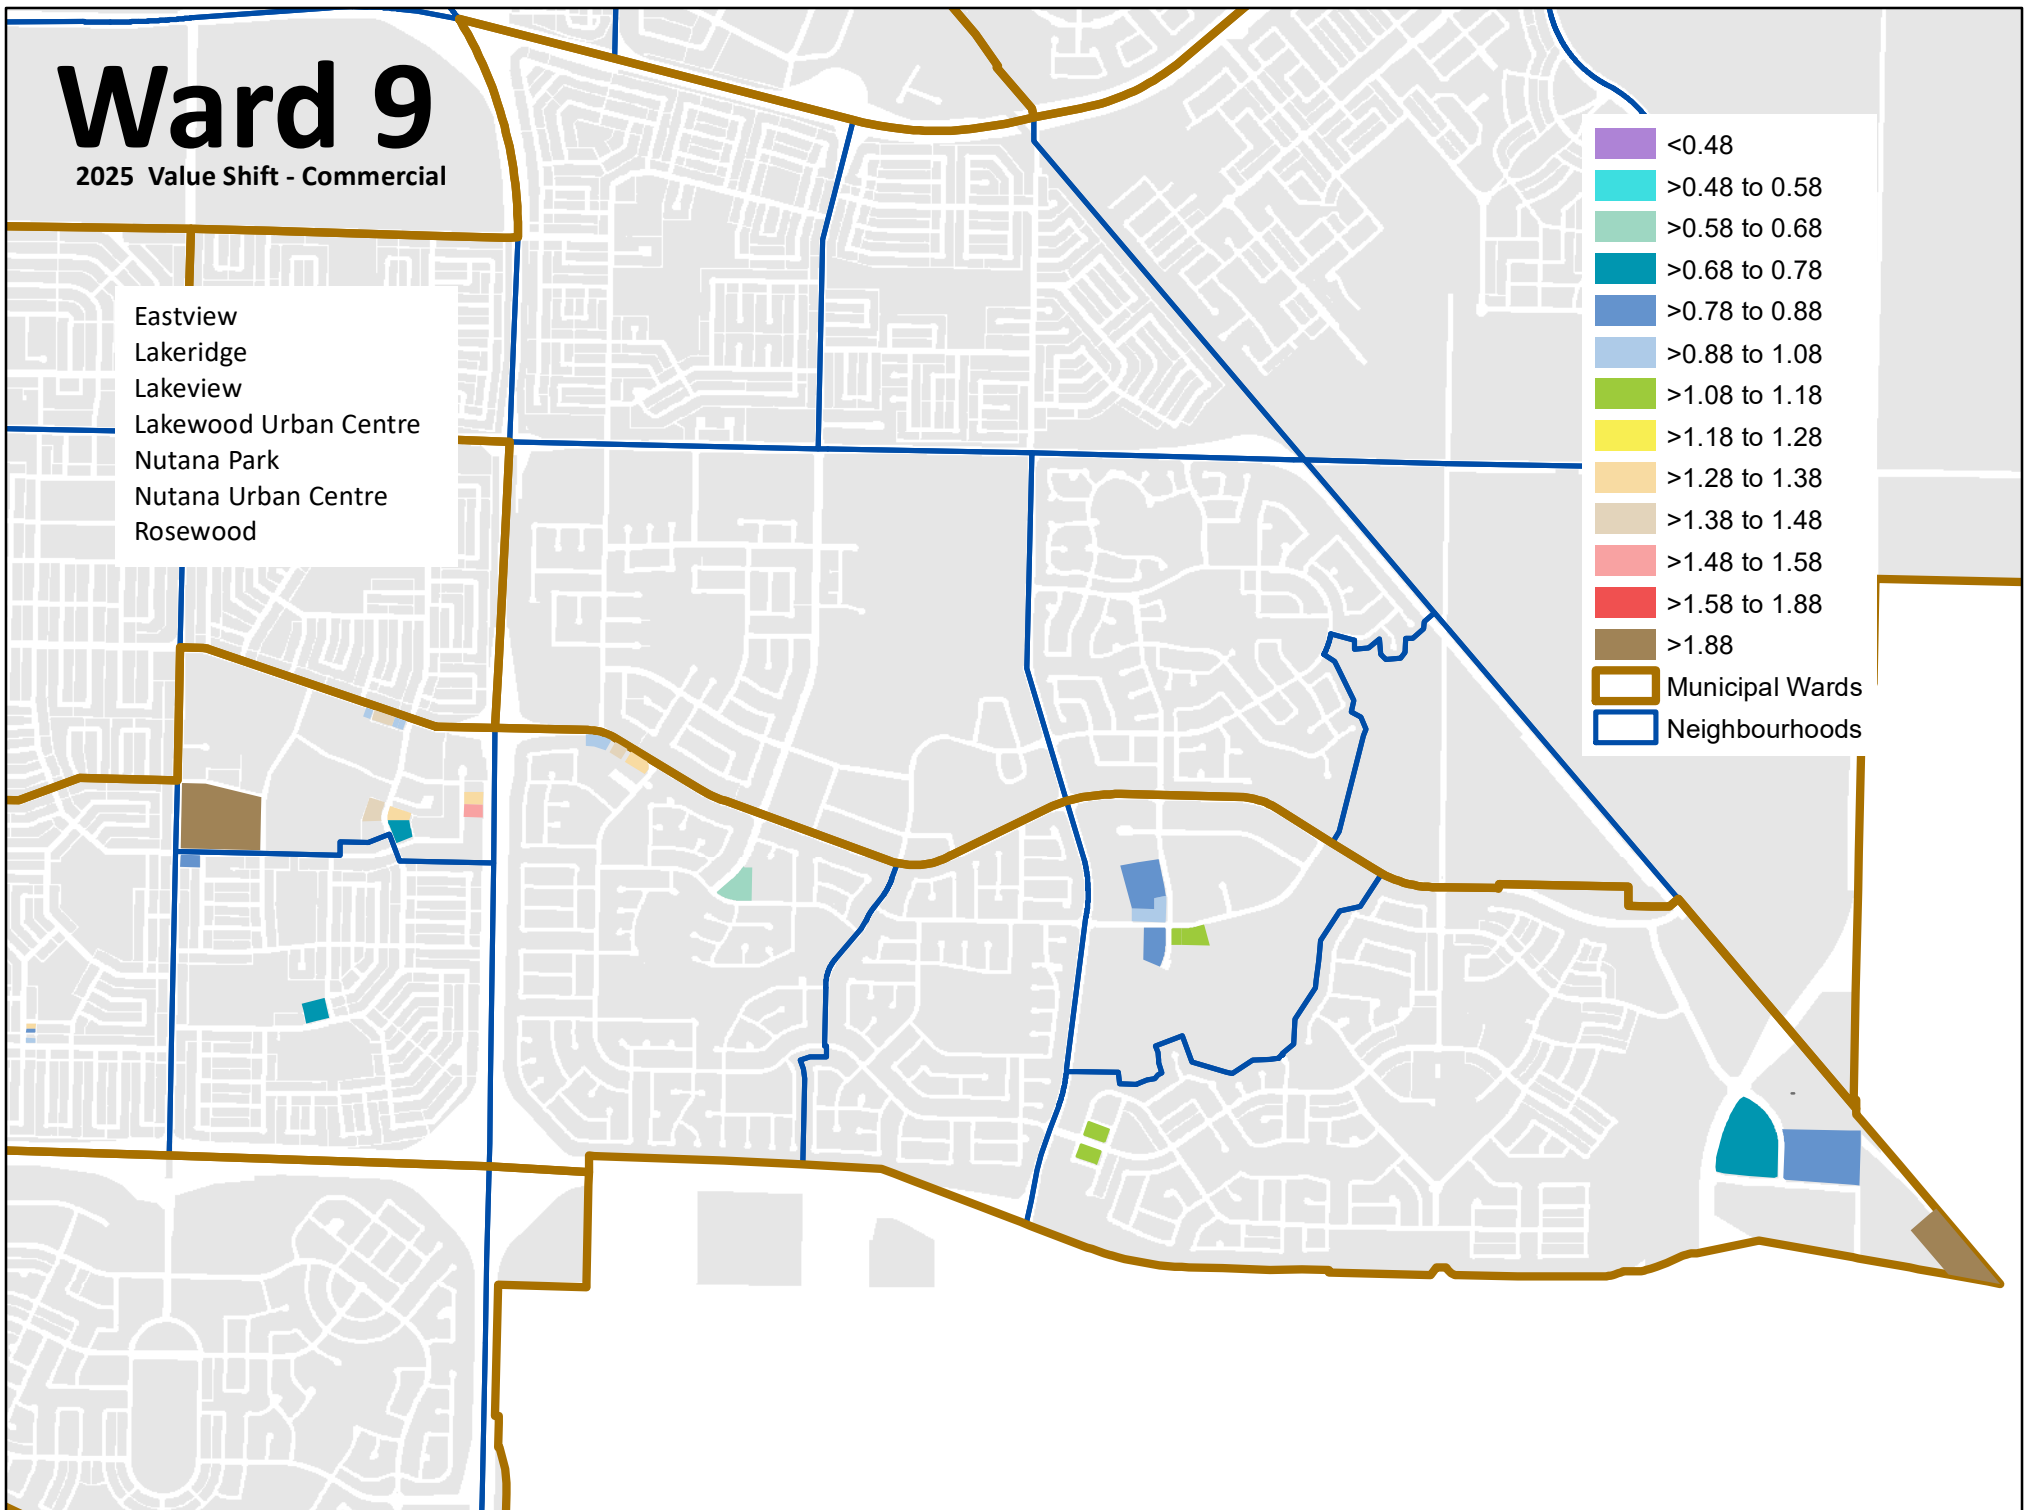 Ward 9
2025 Value Shift - Commercial
Eastview
Lakeridge
Lakeview
Lakewood Urban Centre
Nutana Park
Nutana Urban Centre
Rosewood
<0.48
>0.48 to 0.58
>0.58 to 0.68
>0.68 to 0.78
>0.78 to 0.88
>0.88 to 1.08
>1.08 to 1.18
>1.18 to 1.28
>1.28 to 1.38
>1.38 to 1.48
>1.48 to 1.58
>1.58 to 1.88
>1.88
Municipal Wards
Neighbourhoods